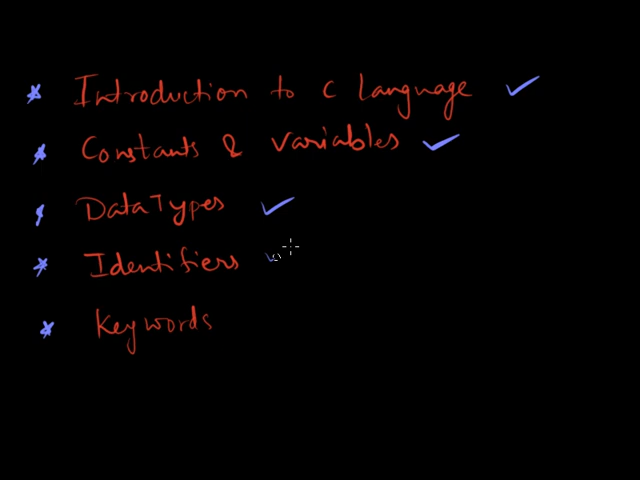 * Introduction to C language ✓
* Constants & Variables ✓
* DataTypes ✓
* Identifiers
* Keywords